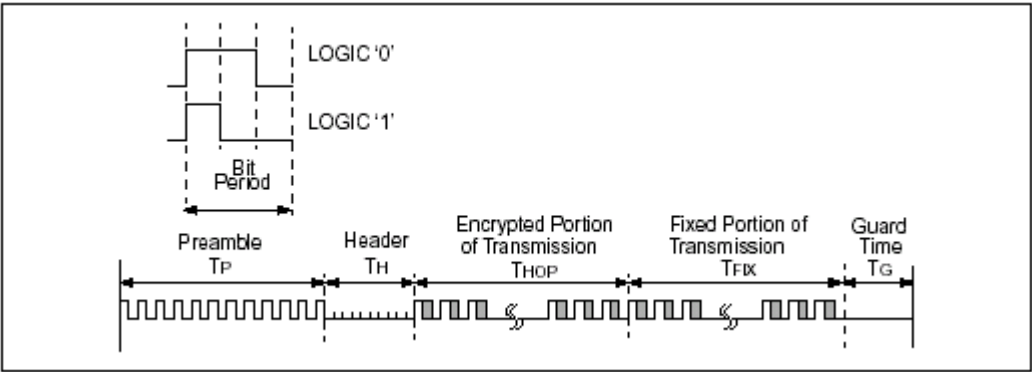 LOGIC '0'
LOGIC '1'
Bit
Period
Preamble
TP
Header
TH
Encrypted Portion
of Transmission
THOP
Fixed Portion of
Transmission
TFIX
Guard
Time
TG